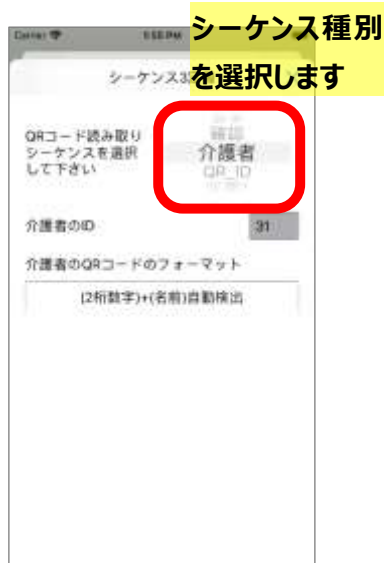 シーケンス種別
を選択します
Carrier
シーケンス3
QRコード読み取り
シーケンスを選択
して下さい
確認
介護者
QR_ID
介護者のID
31
介護者のQRコードのフォーマット
(2桁数字)+(名前)自動検出